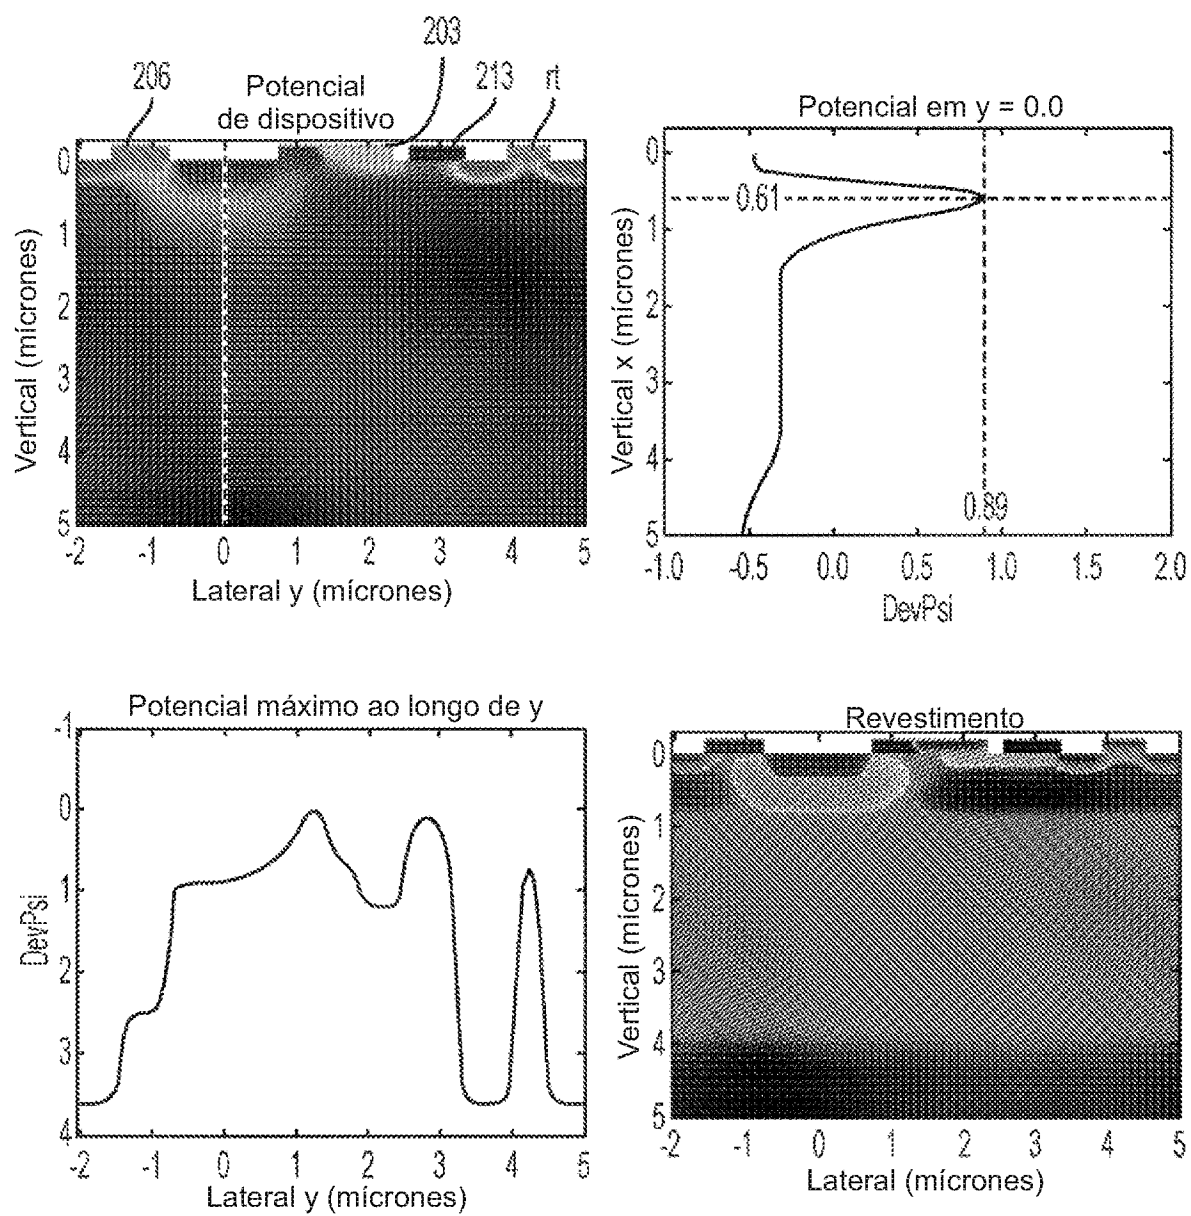 203
206
Potencial
de dispositivo
213
rt
0
1
2
3
4
5
Vertical (mícrones)
-2 -1 0 1 2 3 4 5
Lateral y (mícrones)
Potencial em y = 0.0
0
1
2
3
4
5
Vertical x (mícrones)
0.61
0.89
-1.0 -0.5 0.0 0.5 1.0 1.5 2.0
DevPsi
Potencial máximo ao longo de y
-1
0
1
2
3
4
DevPsi
-2 -1 0 1 2 3 4 5
Lateral y (mícrones)
Revestimento
0
1
2
3
4
5
Vertical (mícrones)
-2 -1 0 1 2 3 4 5
Lateral (mícrones)